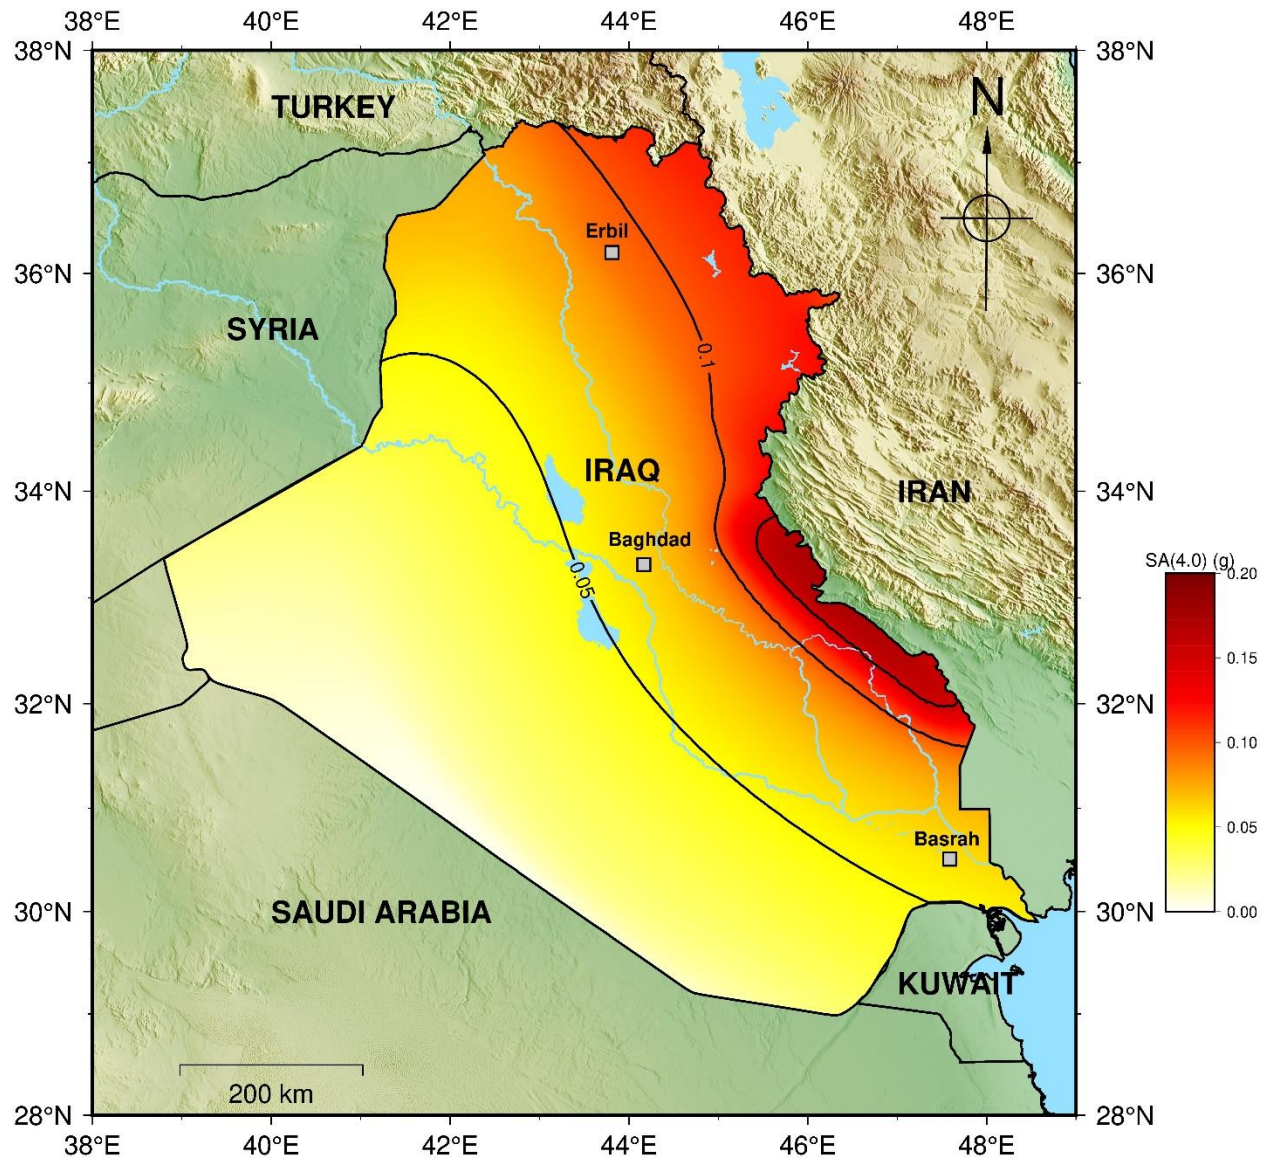 38°E 40°E 42°E 44°E 46°E 48°E
38°N 38°N
N
TURKEY
Erbil
36°N 36°N
SYRIA
0.1
IRAQ
34°N 34°N
IRAN
Baghdad
SA(4.0) (g)
0.05
0.20
0.15
32°N 32°N
0.10
0.05
Basrah
30°N 30°N
0.00
SAUDI ARABIA
KUWAIT
200 km
28°N 28°N
38°E 40°E 42°E 44°E 46°E 48°E